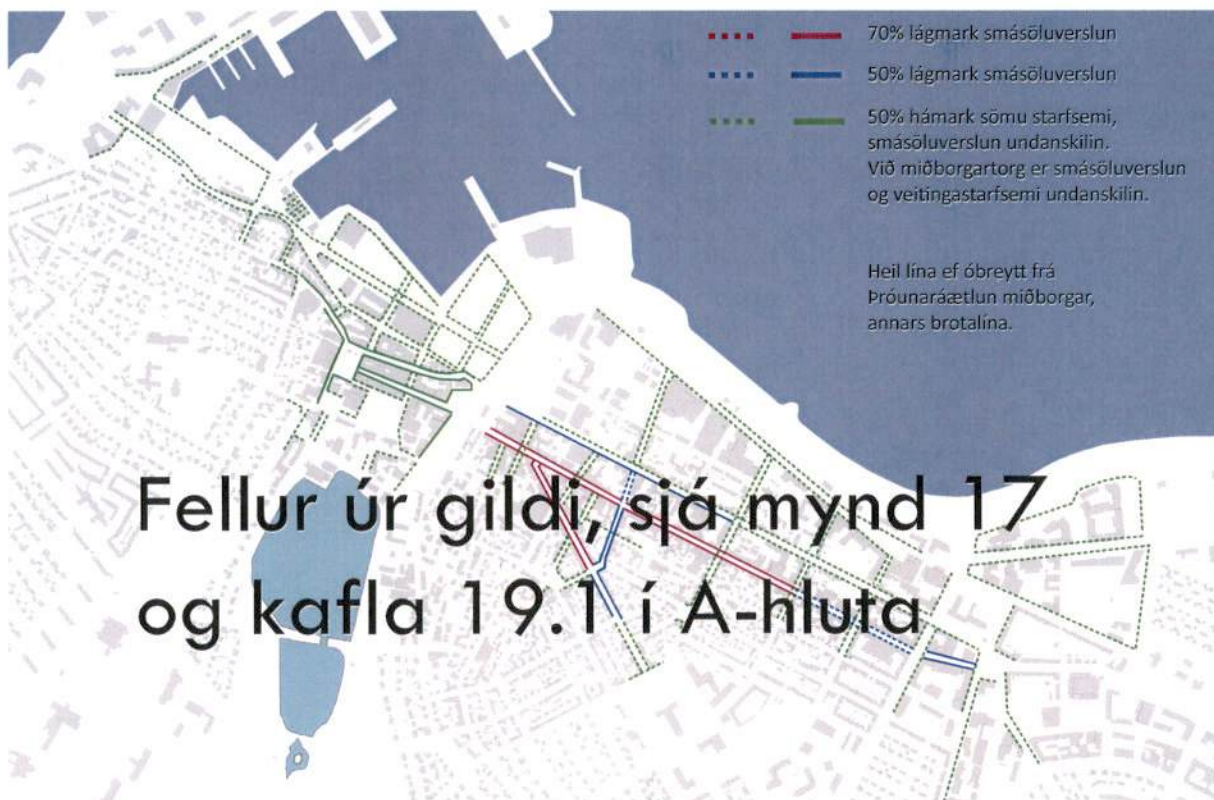 70% lágmark smásöluverslun
50% lágmark smásöluverslun
50% hámark sömu starfsemi,
smásöluverslun undanskilin.
Við miðborgartorg er smásöluverslun
og veitingastarfsemi undanskilin.
Heil lína ef óbreytt frá
Þróunaráætlun miðborgar,
annars brotalína.
Fellur úr gildi, sjá mynd 17
og kafla 19.1 í A-hluta